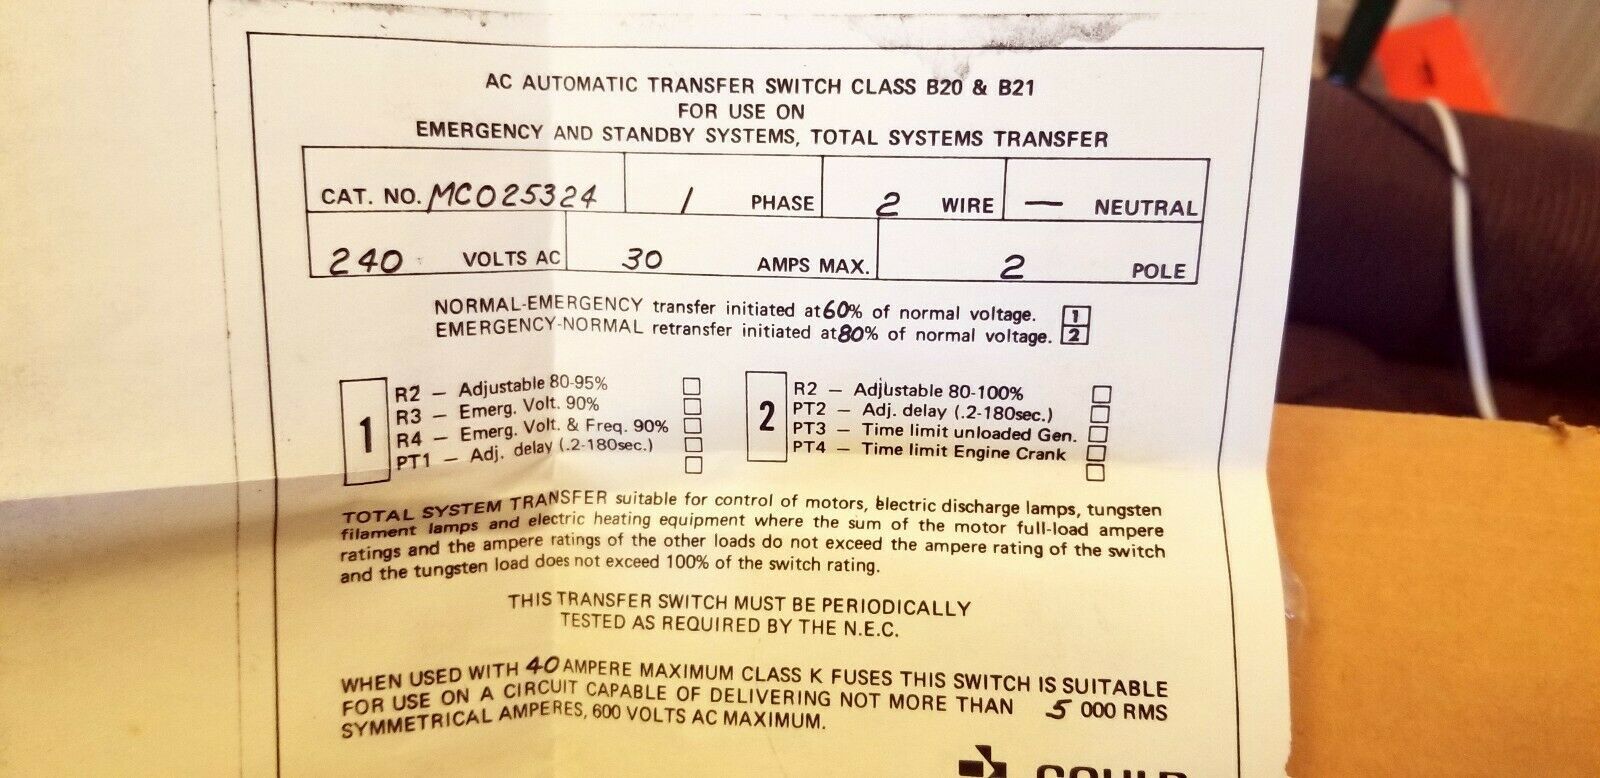 AC AUTOMATIC TRANSFER SWITCH CLASS B20 & B21
FOR USE ON
EMERGENCY AND STANDBY SYSTEMS, TOTAL SYSTEMS TRANSFER
CAT. NO. MC025324 1 PHASE 2 WIRE — NEUTRAL
240 VOLTS AC 30 AMPS MAX. 2 POLE
NORMAL-EMERGENCY transfer initiated at 60% of normal voltage. 1
EMERGENCY-NORMAL retransfer initiated at 80% of normal voltage. 2
1
R2 — Adjustable 80-95%
R3 — Emerg. Volt. 90%
R4 — Emerg. Volt. & Freq. 90%
PT1 — Adj. delay (.2-180sec.)
2
R2 — Adjustable 80-100%
PT2 — Adj. delay (.2-180sec.)
PT3 — Time limit unloaded Gen.
PT4 — Time limit Engine Crank
TOTAL SYSTEM TRANSFER suitable for control of motors, electric discharge lamps, tungsten
filament lamps and electric heating equipment where the sum of the motor full-load ampere
ratings and the ampere ratings of the other loads do not exceed the ampere rating of the switch
and the tungsten load does not exceed 100% of the switch rating.
THIS TRANSFER SWITCH MUST BE PERIODICALLY
TESTED AS REQUIRED BY THE N.E.C.
WHEN USED WITH 40 AMPERE MAXIMUM CLASS K FUSES THIS SWITCH IS SUITABLE
FOR USE ON A CIRCUIT CAPABLE OF DELIVERING NOT MORE THAN 5 000 RMS
SYMMETRICAL AMPERES, 600 VOLTS AC MAXIMUM.
GOULD